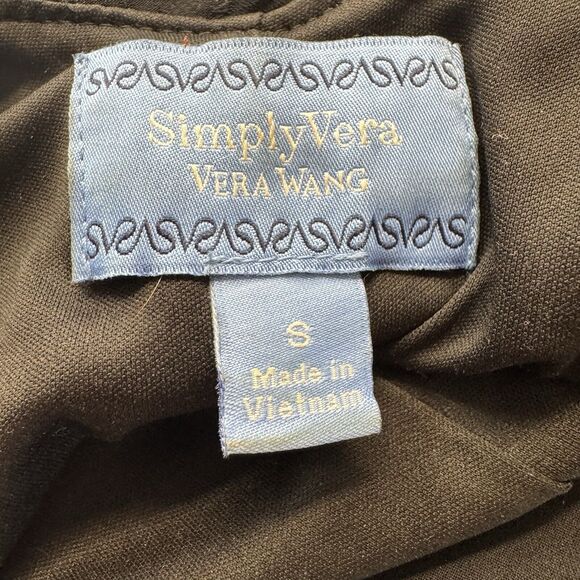 SimplyVera
VERA WANG
S
Made in
Vietnam